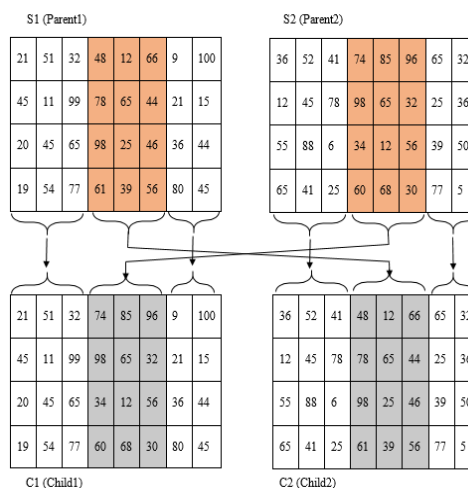 S1 (Parent1)
S2 (Parent2)
21 51 32 48 12 66 9 100
45 11 99 78 65 44 21 15
20 45 65 98 25 46 36 44
19 54 77 61 39 56 80 45
36 52 41 74 85 96 65 32
12 45 78 98 65 32 25 36
55 88 6 34 12 56 39 50
65 41 25 60 68 30 77 5
21 51 32 74 85 96 9 100
45 11 99 98 65 32 21 15
20 45 65 34 12 56 36 44
19 54 77 60 68 30 80 45
36 52 41 48 12 66 65 32
12 45 78 78 65 44 25 36
55 88 6 98 25 46 39 50
65 41 25 61 39 56 77 5
C1 (Child1)
C2 (Child2)